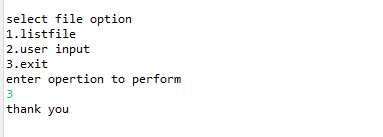 select file option
1.listfile
2.user input
3.exit
enter opertion to perform
3
thank you